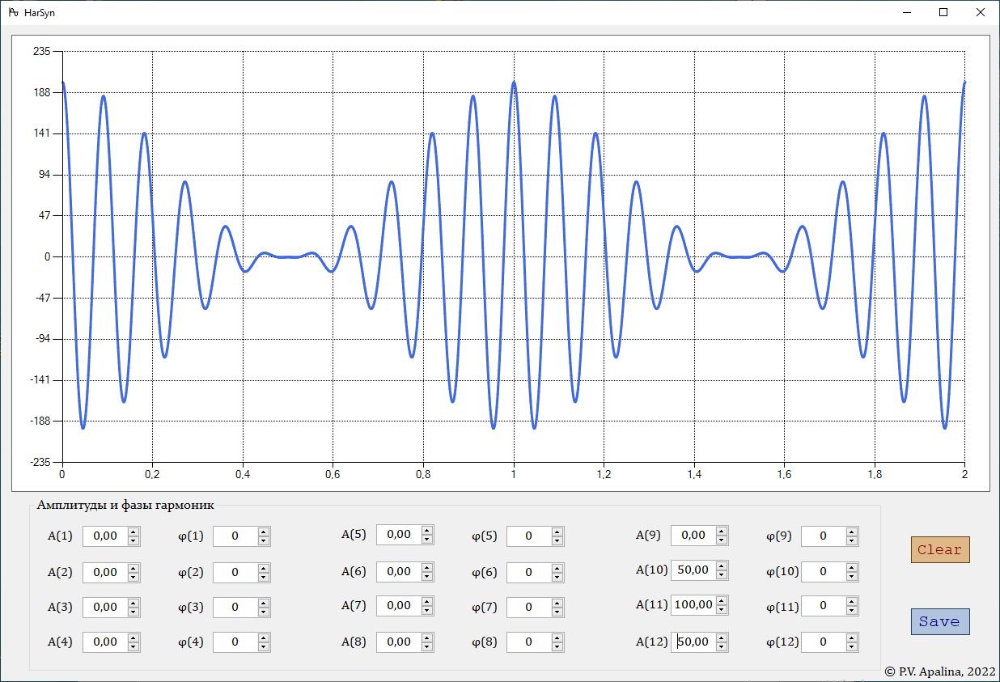 HarSyn
235
188
141
94
47
0
-47
-94
-141
-188
-235
0 0,2 0,4 0,6 0,8 1 1,2 1,4 1,6 1,8 2
Амплитуды и фазы гармоник
A(1) 0,00 φ(1) 0 A(5) 0,00 φ(5) 0 A(9) 0,00 φ(9) 0
Clear
A(2) 0,00 φ(2) 0 A(6) 0,00 φ(6) 0 A(10) 50,00 φ(10) 0
A(3) 0,00 φ(3) 0 A(7) 0,00 φ(7) 0 A(11) 100,00 φ(11) 0
Save
A(4) 0,00 φ(4) 0 A(8) 0,00 φ(8) 0 A(12) 50,00 φ(12) 0
© P.V. Apalina, 2022